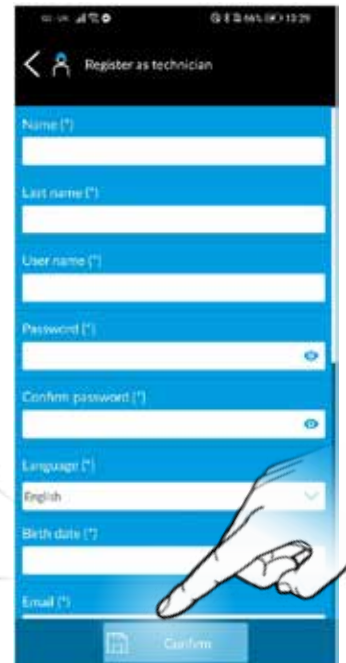 Register as technician
Name (*)
Last name (*)
User name (*)
Password (*)
Confirm password (*)
Language (*)
English
Birth date (*)
Email (*)
Confirm